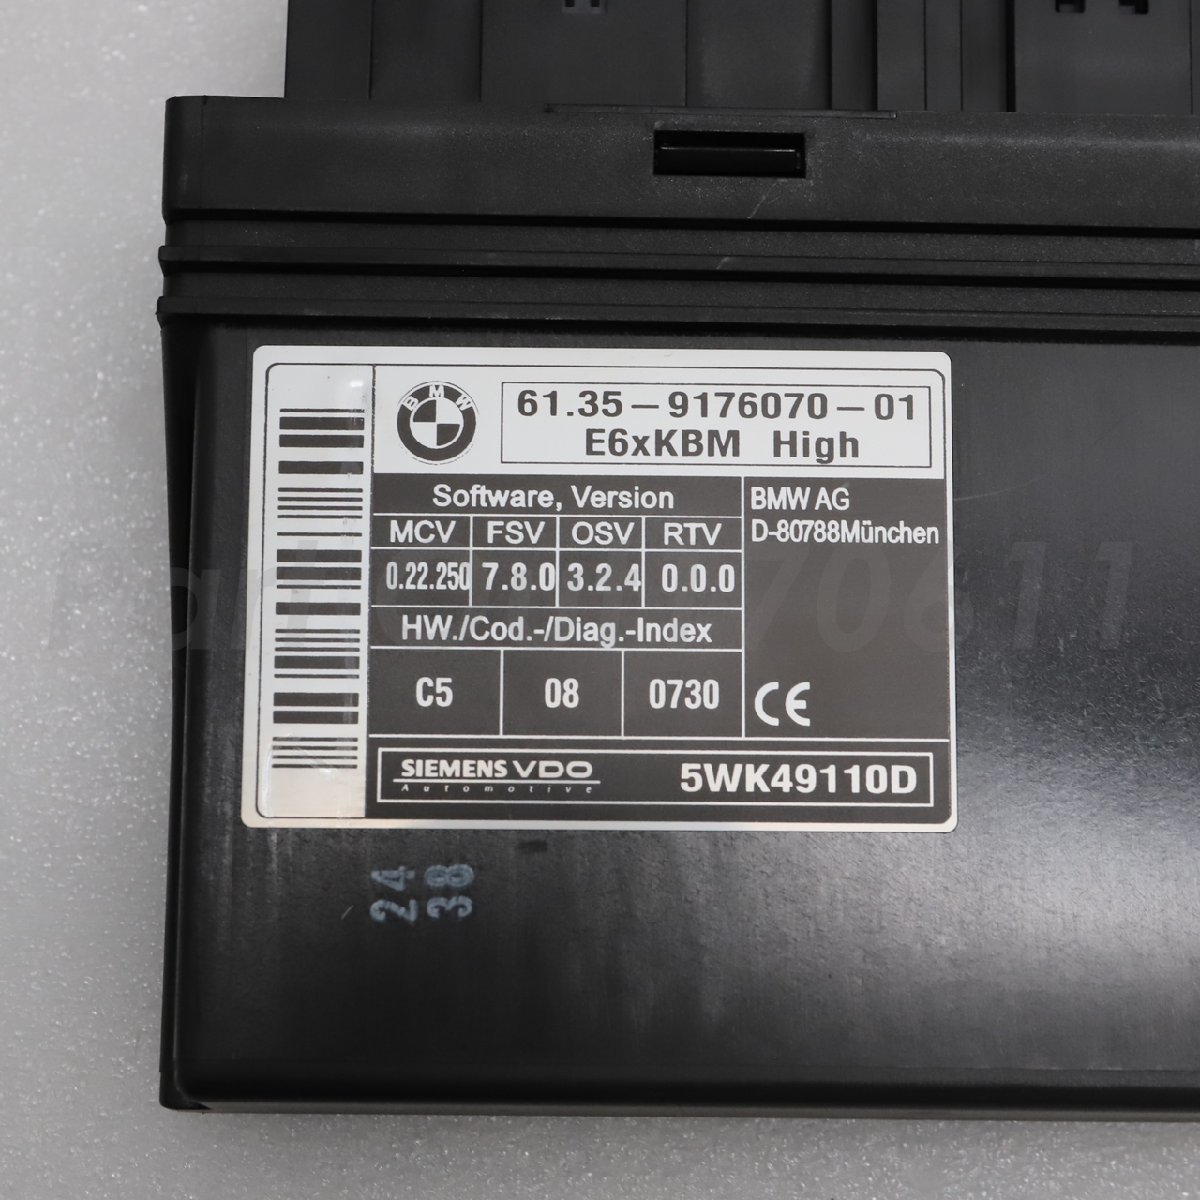 BMW
61.35-9176070-01
E6xKBM High
Software, Version
MCV FSV OSV RTV
0.22.250 7.8.0 3.2.4 0.0.0
HW./Cod.-/Diag.-Index
C5 08 0730
BMW AG
D-80788München
CE
SIEMENS VDO
Automotive
5WK49110D
24
38